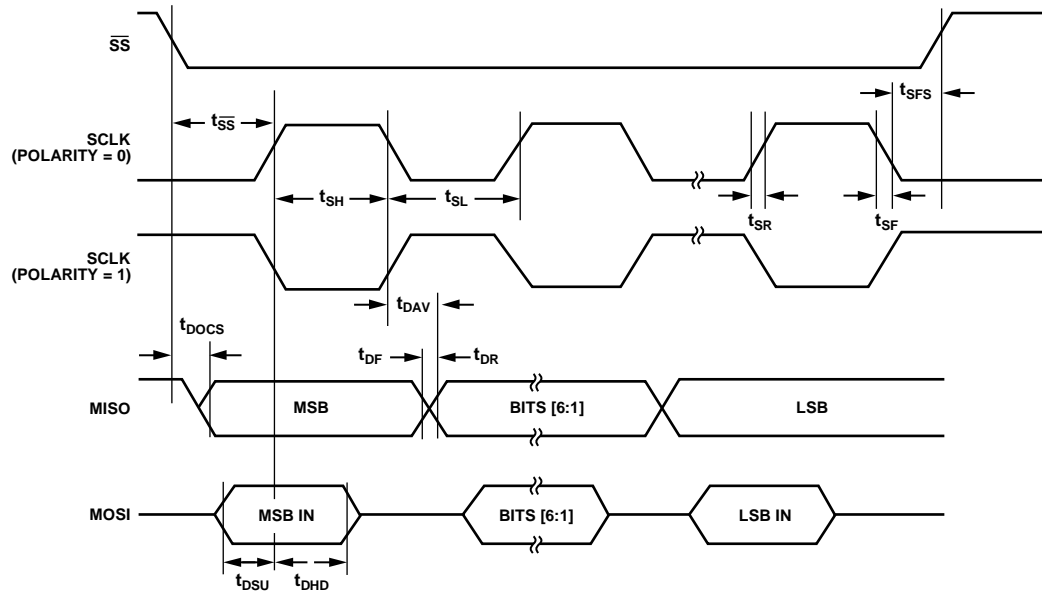 SS
tSFS
tSS
SCLK
(POLARITY = 0)
tSH
tSL
tSR
tSF
SCLK
(POLARITY = 1)
tDAV
tDOCS
tDF
tDR
MISO
MSB
BITS [6:1]
LSB
MOSI
MSB IN
BITS [6:1]
LSB IN
tDSU
tDHD